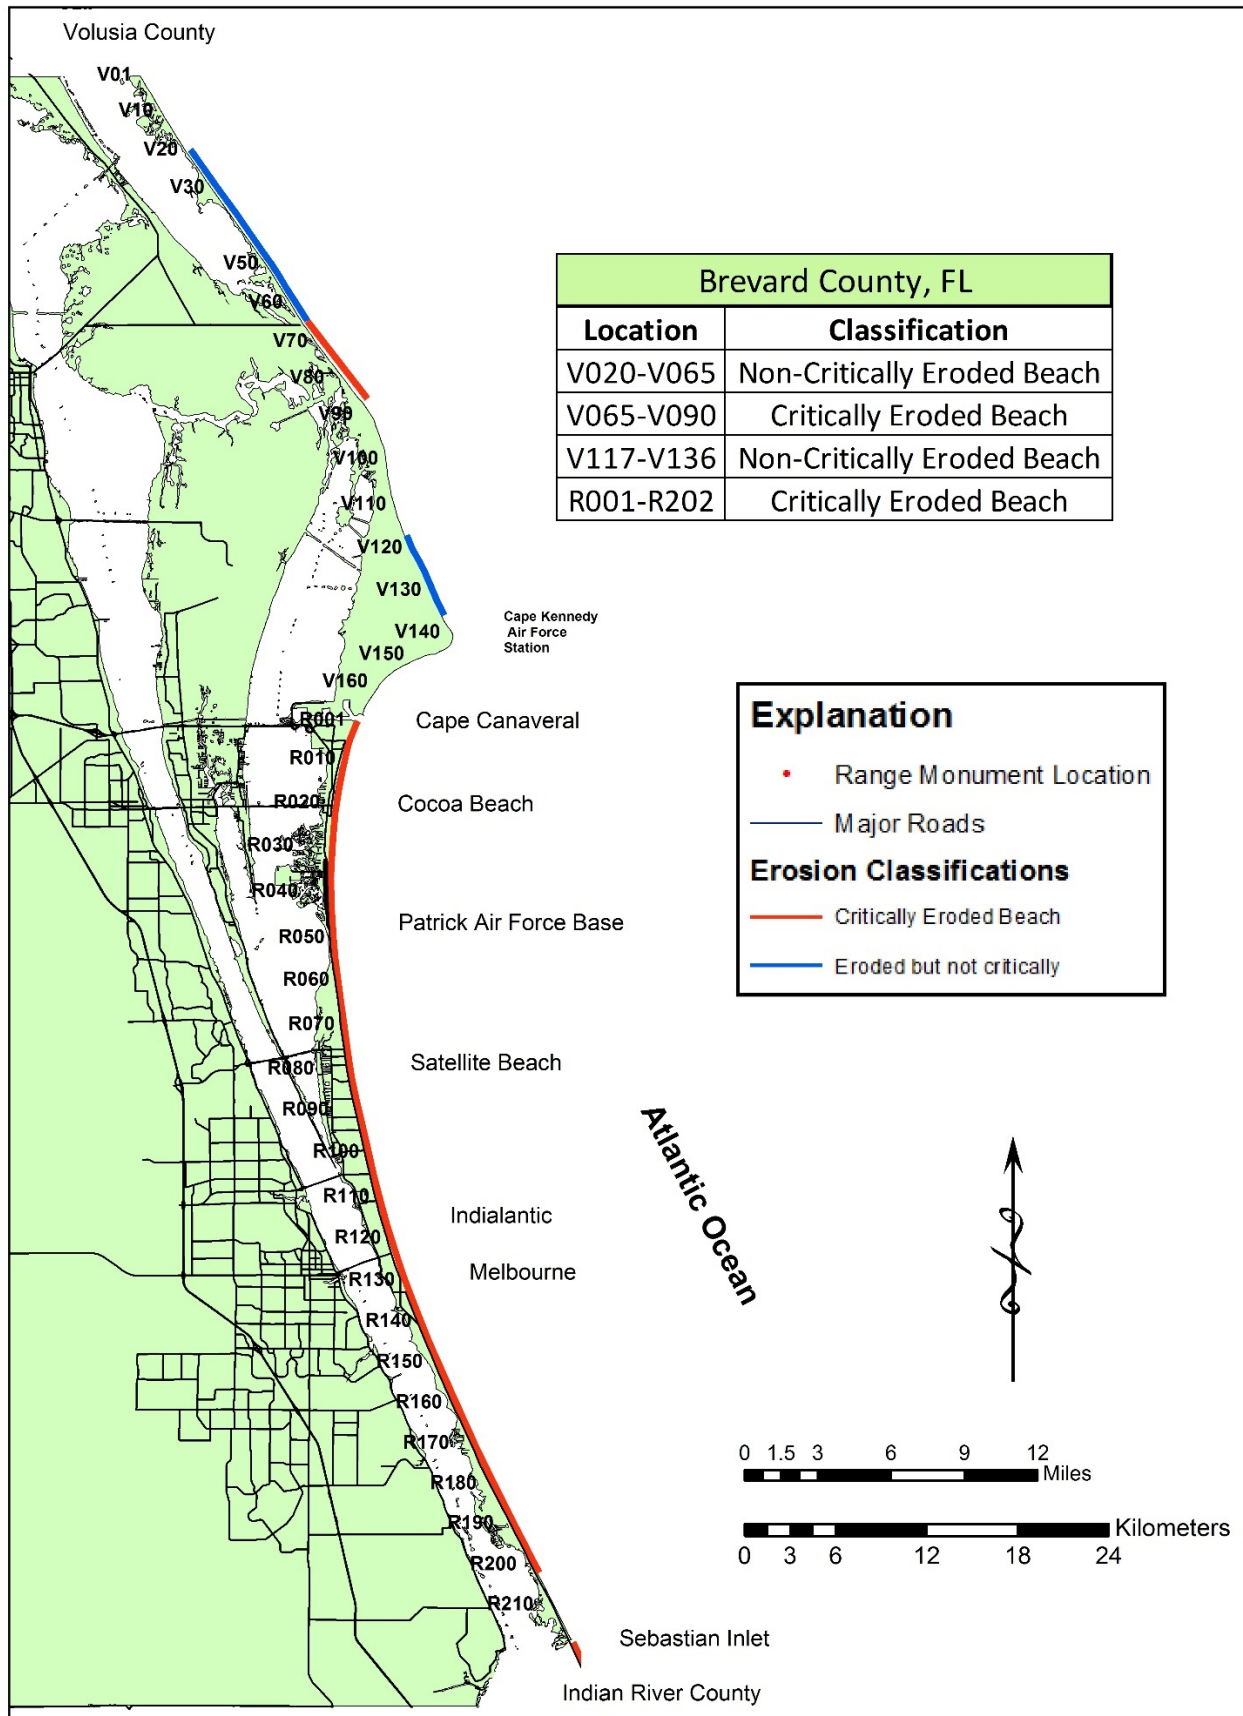 Volusia County
V01
V10
V20
V30
V50
V60
V70
V80
V90
V100
V110
V120
V130
V140
V150
V160
R001
R010
R020
R030
R040
R050
R060
R070
R080
R090
R100
R110
R120
R130
R140
R150
R160
R170
R180
R190
R200
R210
Brevard County, FL
Location Classification
V020-V065 Non-Critically Eroded Beach
V065-V090 Critically Eroded Beach
V117-V136 Non-Critically Eroded Beach
R001-R202 Critically Eroded Beach
Cape Kennedy
Air Force
Station
Cape Canaveral
Cocoa Beach
Patrick Air Force Base
Satellite Beach
Indialantic
Melbourne
Sebastian Inlet
Indian River County
Atlantic Ocean
Explanation
Range Monument Location
Major Roads
Erosion Classifications
Critically Eroded Beach
Eroded but not critically
N
0 1.5 3 6 9 12
Miles
Kilometers
0 3 6 12 18 24